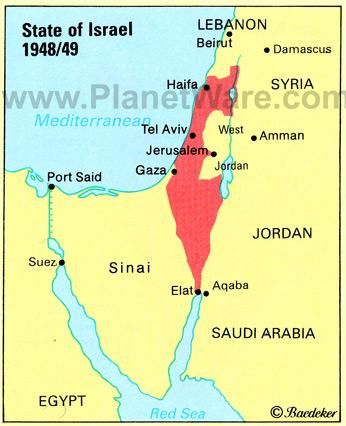 State of Israel
1948/49
LEBANON
Beirut
Damascus
SYRIA
Haifa
www.PlanetWare.com
Mediterranean
Tel Aviv
West
Amman
Jerusalem
Jordan
Gaza
Port Said
JORDAN
Suez
Sinai
Elat
Aqaba
SAUDI ARABIA
EGYPT
Red Sea
© Baedeker